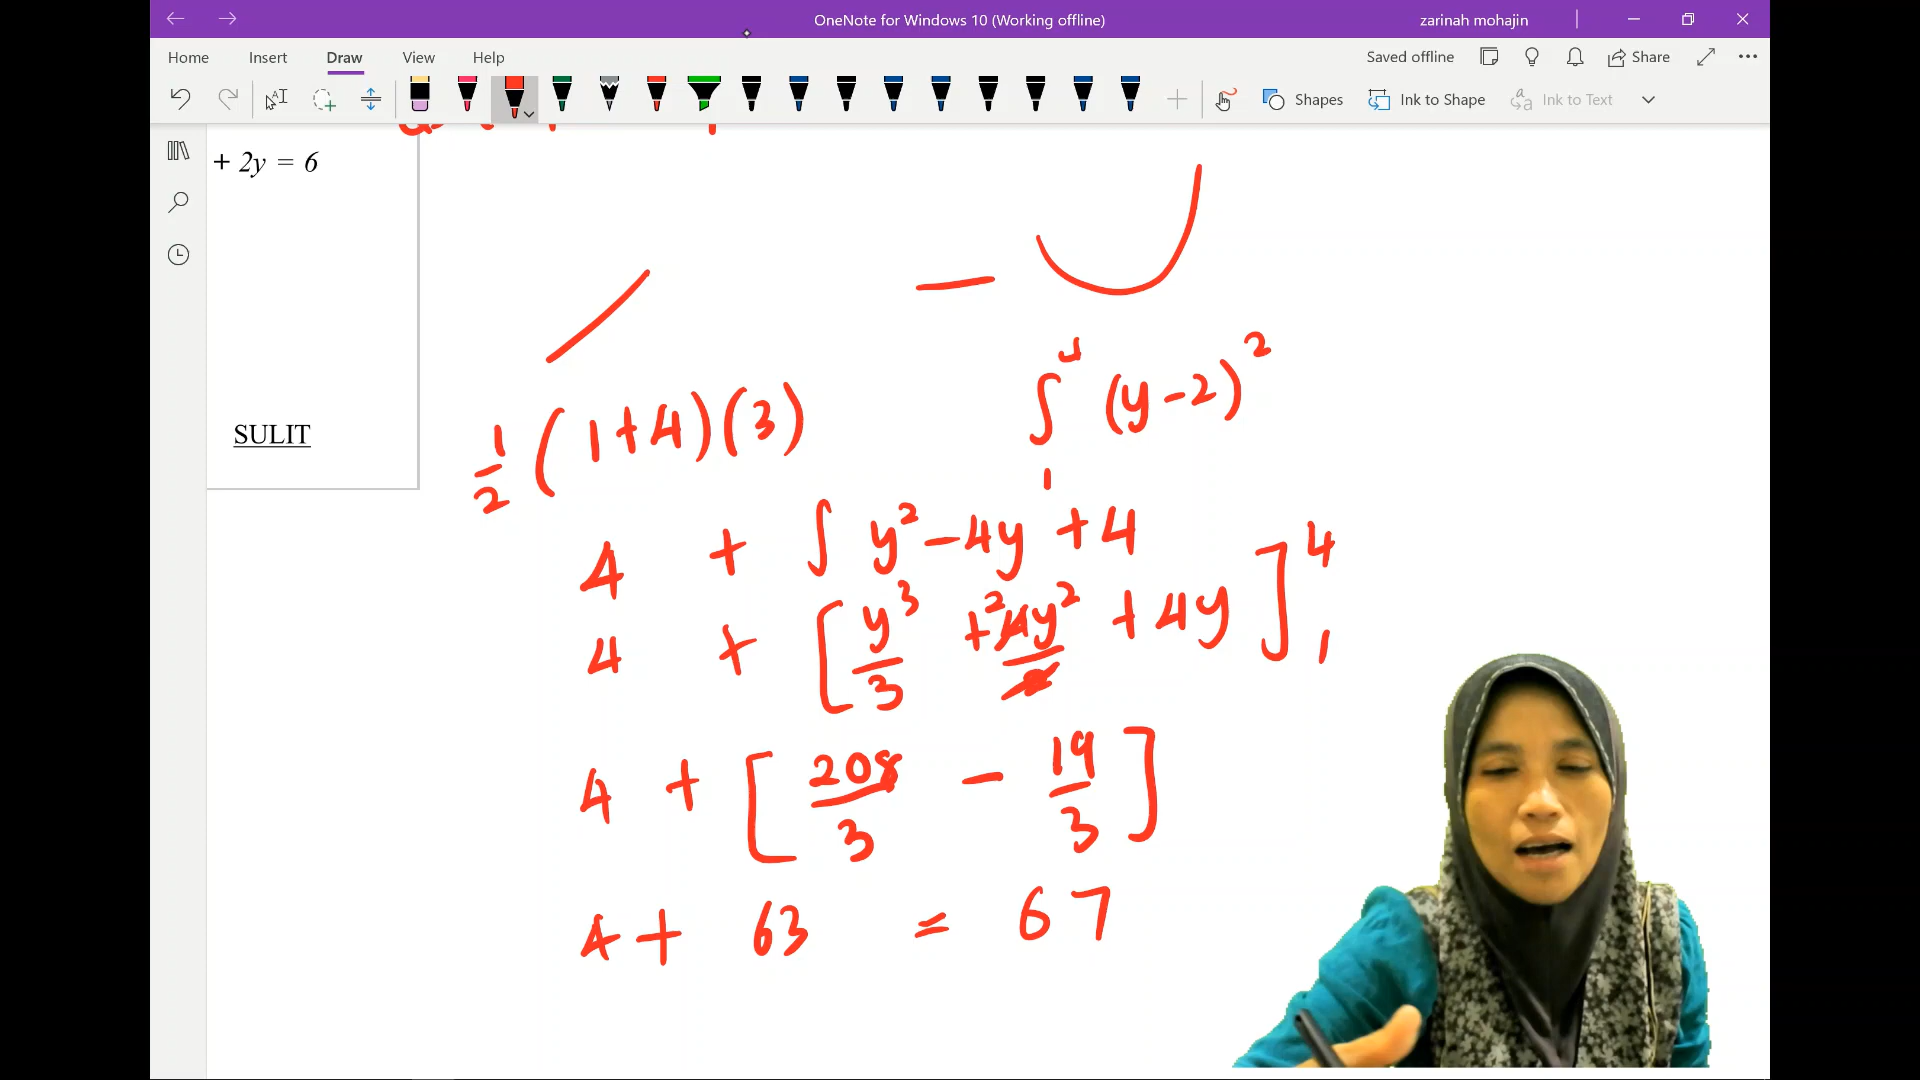 OneNote for Windows 10 (Working offline)
zarinah mohajin
Home Insert Draw View Help
Saved offline
Share
Shapes
Ink to Shape
Ink to Text
+ 2y = 6
SULIT
1/2 (1+4)(3)
∫₁⁴ (y-2)²
4 + ∫ y² - 4y + 4
4 + [y³/3 + 2 4y² + 4y]₁⁴
4 + [208/3 - 19/3]
4 + 63 = 67